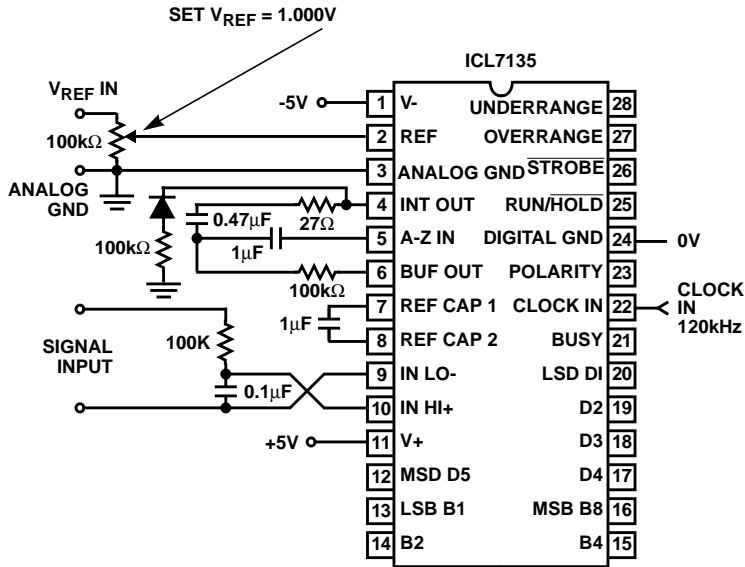 SET VREF = 1.000V
ICL7135
VREF IN
100kΩ
ANALOG
GND
-5V
1 V-
2 REF
3 ANALOG GND
4 INT OUT
5 A-Z IN
6 BUF OUT
7 REF CAP 1
8 REF CAP 2
9 IN LO-
10 IN HI+
11 V+
12 MSD D5
13 LSB B1
14 B2
UNDERRANGE 28
OVERRANGE 27
STROBE 26
RUN/HOLD 25
DIGITAL GND 24
POLARITY 23
CLOCK IN 22
BUSY 21
LSD DI 20
D2 19
D3 18
D4 17
MSB B8 16
B4 15
0V
CLOCK
IN
120kHz
0.47µF
27Ω
100kΩ
1µF
100kΩ
1µF
SIGNAL
INPUT
100K
0.1µF
+5V